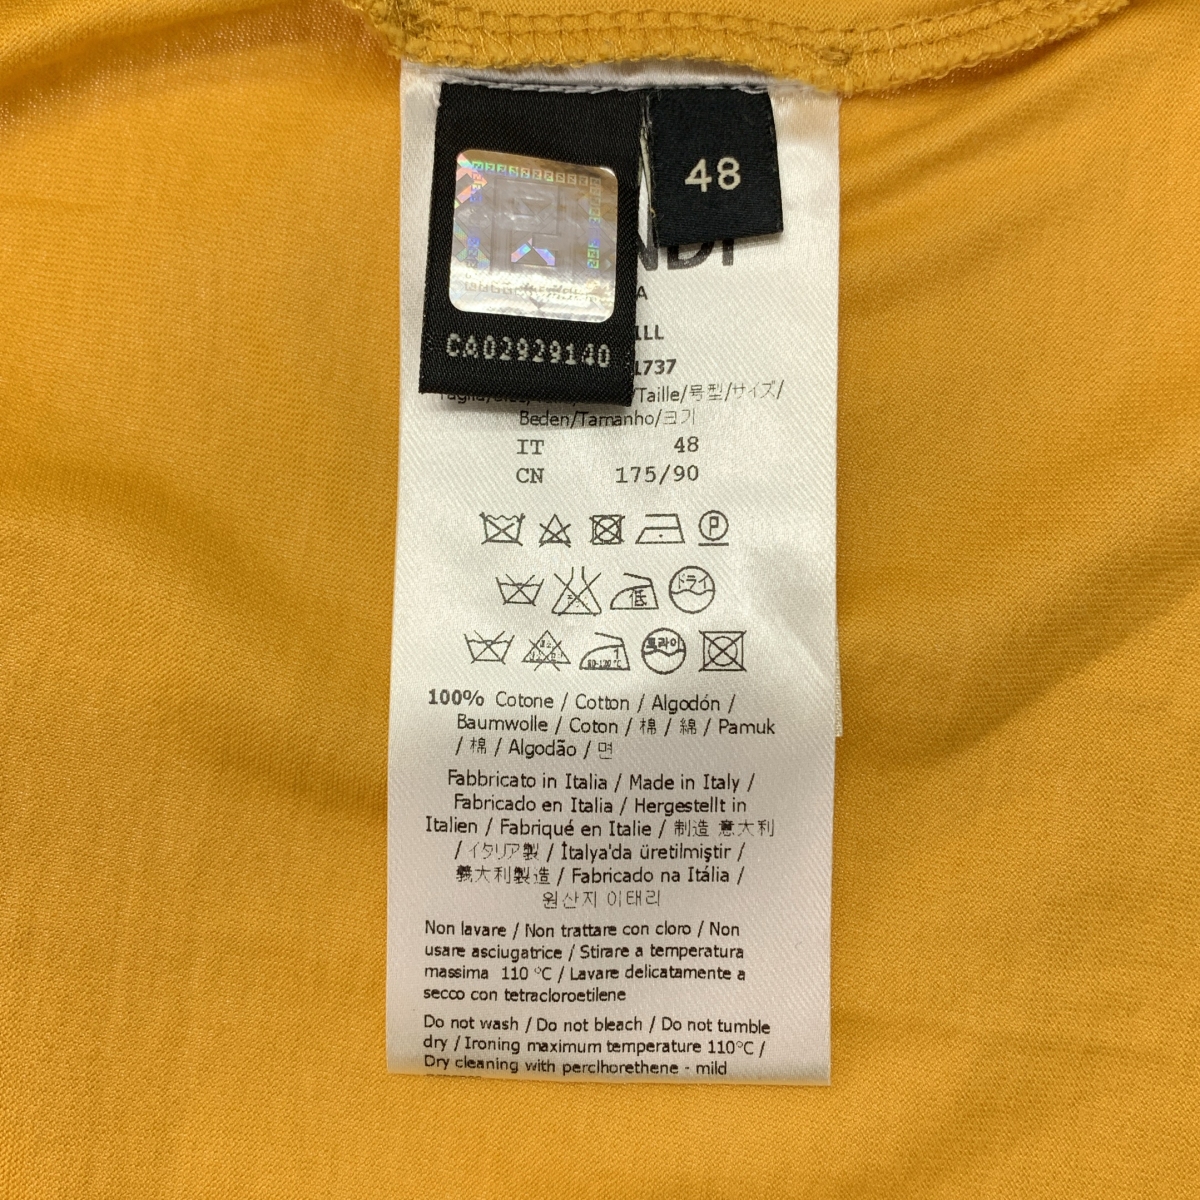 48
CA02929140
NDI
A
ILL
1737
/Taille/号型/サイズ/
Beden/Tamanho/크기
IT 48
CN 175/90
P
低 ドライ
드라이
100% Cotone / Cotton / Algodón /
Baumwolle / Coton / 棉 / 綿 / Pamuk
/ 棉 / Algodão / 면
Fabbricato in Italia / Made in Italy /
Fabricado en Italia / Hergestellt in
Italien / Fabriqué en Italie / 制造 意大利
/ イタリア製 / İtalya'da üretilmiştir /
義大利製造 / Fabricado na Itália /
원산지 이태리
Non lavare / Non trattare con cloro / Non
usare asciugatrice / Stirare a temperatura
massima 110 °C / Lavare delicatamente a
secco con tetracloroetilene
Do not wash / Do not bleach / Do not tumble
dry / Ironing maximum temperature 110°C /
Dry cleaning with perclhorethene - mild